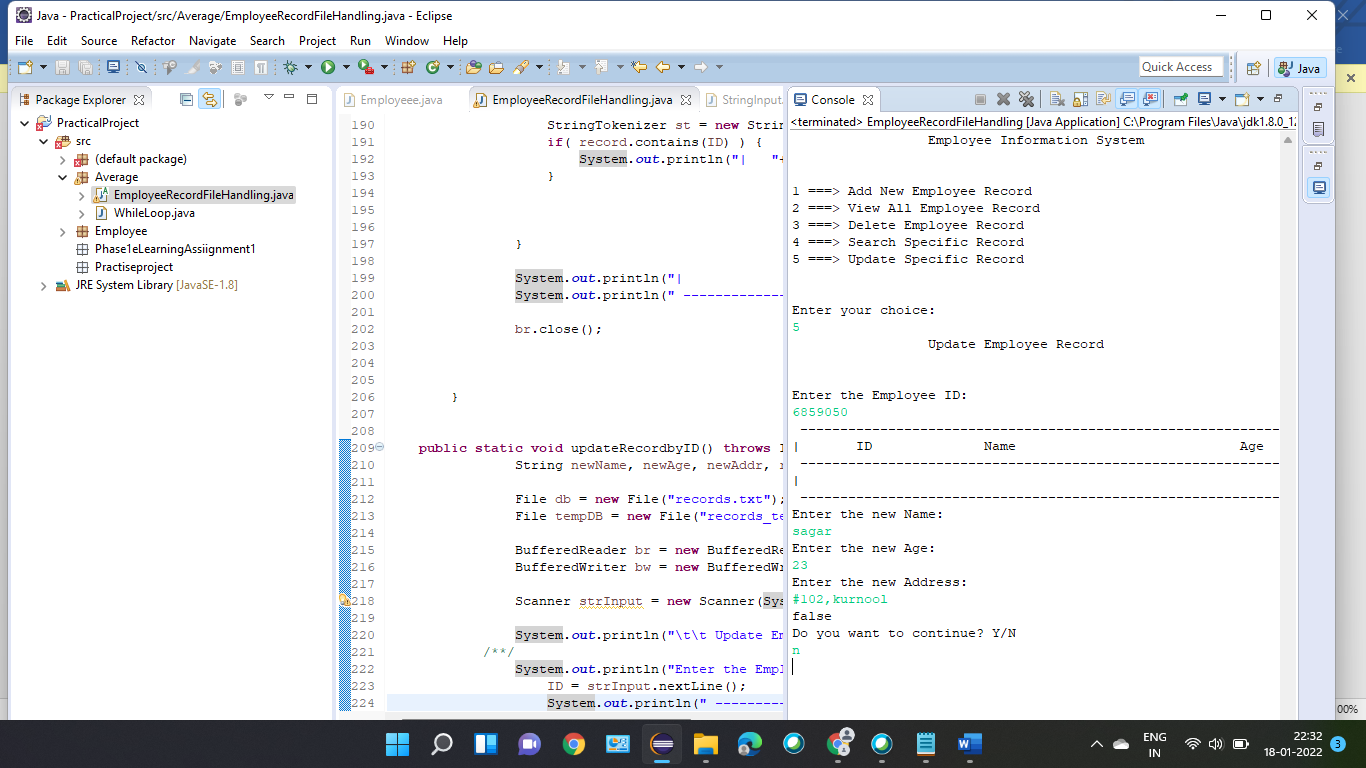 Java - PracticalProject/src/Average/EmployeeRecordFileHandling.java - Eclipse
File Edit Source Refactor Navigate Search Project Run Window Help
Quick Access
Java
Package Explorer
PracticalProject
src
(default package)
Average
EmployeeRecordFileHandling.java
WhileLoop.java
Employee
Phase1eLearningAssiignment1
Practiseproject
JRE System Library [JavaSE-1.8]
Employeee.java EmployeeRecordFileHandling.java StringInput.
190 StringTokenizer st = new Strin
191 if( record.contains(ID) ) {
192 System.out.println("| "+
193 }
194
195
196
197 }
198
199 System.out.println("|
200 System.out.println(" -------------
201
202 br.close();
203
204
205
206 }
207
208
209 public static void updateRecordbyID() throws I
210 String newName, newAge, newAddr, r
211
212 File db = new File("records.txt");
213 File tempDB = new File("records_te
214
215 BufferedReader br = new BufferedRe
216 BufferedWriter bw = new BufferedWr
217
218 Scanner strInput = new Scanner(Sys
219
220 System.out.println("\t\t Update Em
221 /**/
222 System.out.println("Enter the Empl
223 ID = strInput.nextLine();
224 System.out.println(" ---------
Console
<terminated> EmployeeRecordFileHandling [Java Application] C:\Program Files\Java\jdk1.8.0_12
Employee Information System
1 ===> Add New Employee Record
2 ===> View All Employee Record
3 ===> Delete Employee Record
4 ===> Search Specific Record
5 ===> Update Specific Record
Enter your choice:
5
Update Employee Record
Enter the Employee ID:
6859050
-------------------------------------------------------------
| ID Name Age
-------------------------------------------------------------
|
-------------------------------------------------------------
Enter the new Name:
sagar
Enter the new Age:
23
Enter the new Address:
#102,kurnool
false
Do you want to continue? Y/N
n
00%
ENG
IN
22:32
18-01-2022
3